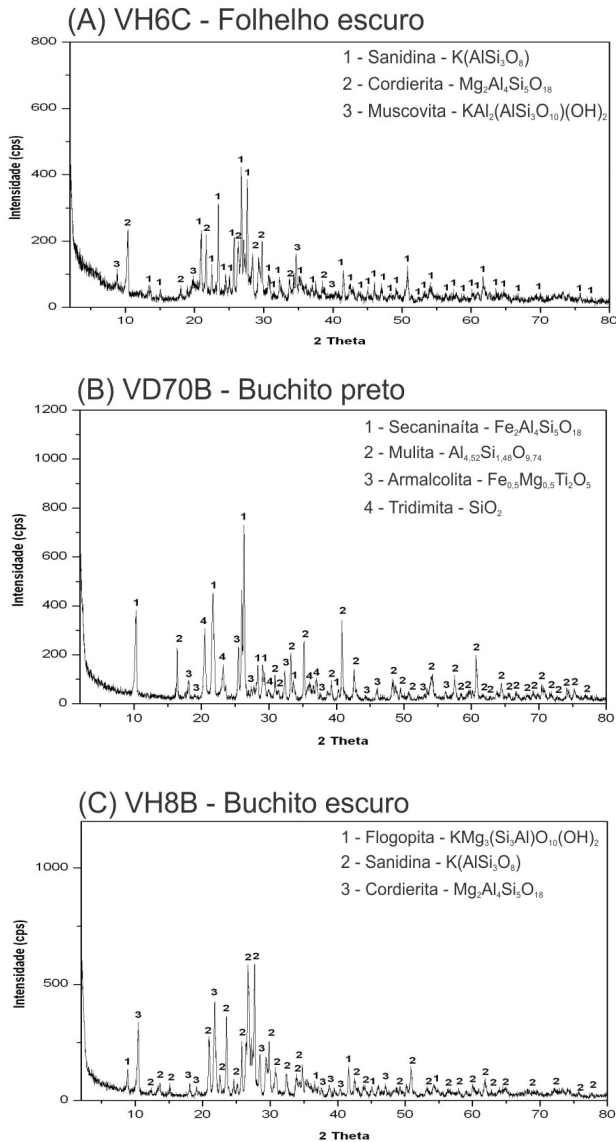 (A) VH6C - Folhelho escuro
1 - Sanidina - K(AlSi₃O₈)
2 - Cordierita - Mg₂Al₄Si₅O₁₈
3 - Muscovita - KAl₂(AlSi₃O₁₀)(OH)₂
Intensidade (cps)
800
600
400
200
0
10 20 30 40 50 60 70 80
2 Theta
(B) VD70B - Buchito preto
1 - Secaninaíta - Fe₂Al₄Si₅O₁₈
2 - Mulita - Al₄,₅₂Si₁,₄₈O₉,₇₄
3 - Armalcolita - Fe₀,₅Mg₀,₅Ti₂O₅
4 - Tridimita - SiO₂
Intensidade (cps)
1200
1000
800
600
400
200
0
10 20 30 40 50 60 70 80
2 Theta
(C) VH8B - Buchito escuro
1 - Flogopita - KMg₃(Si₃Al)O₁₀(OH)₂
2 - Sanidina - K(AlSi₃O₈)
3 - Cordierita - Mg₂Al₄Si₅O₁₈
Intensidade (cps)
1000
500
0
10 20 30 40 50 60 70 80
2 Theta